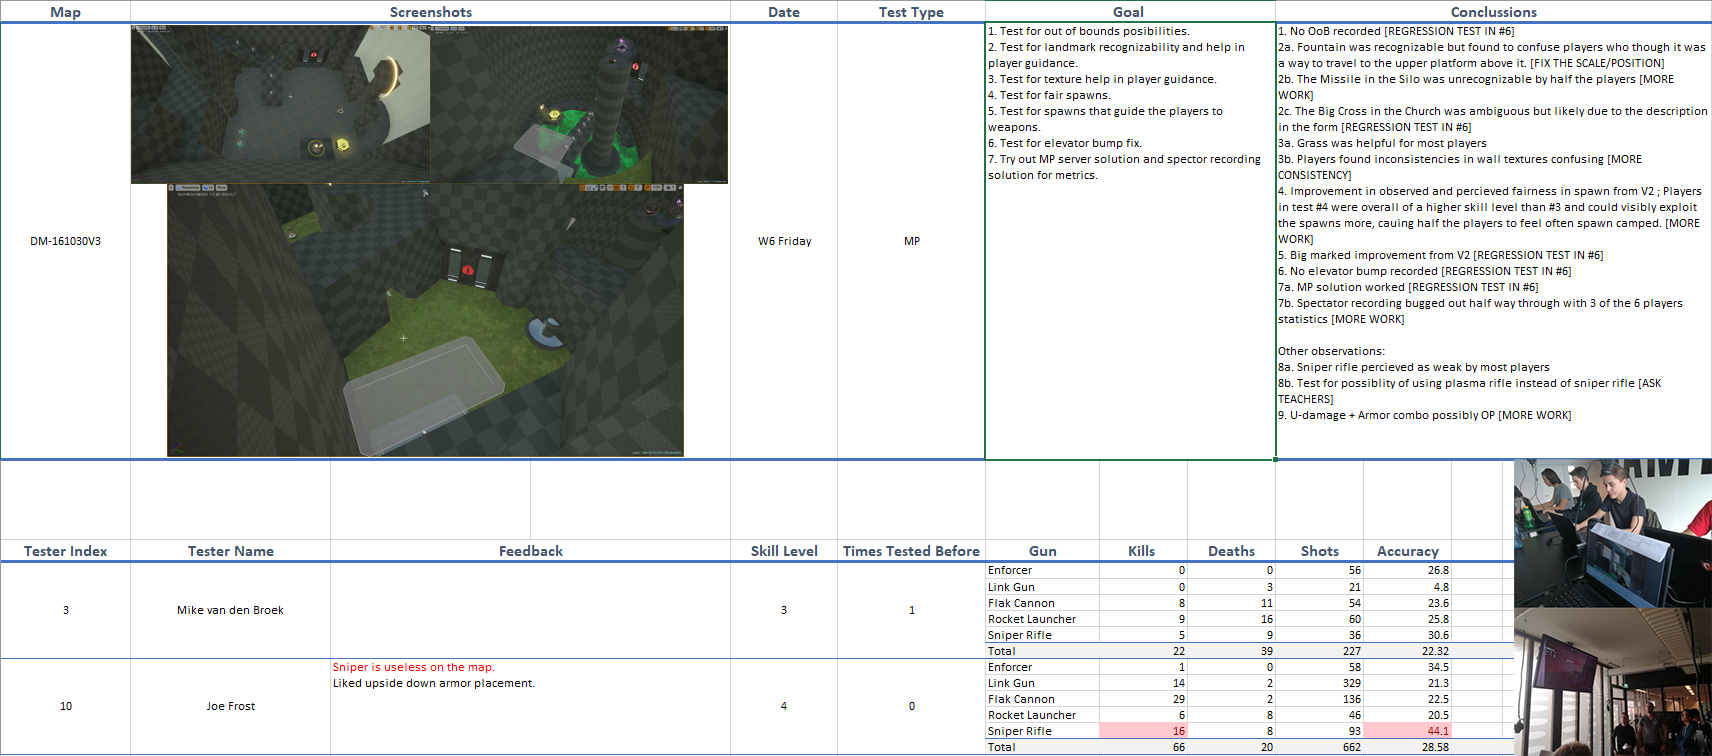 Map Screenshots Date Test Type Goal Conclussions
DM-161030V3
W6 Friday
MP
1. Test for out of bounds posibilities.
2. Test for landmark recognizability and help in
player guidance.
3. Test for texture help in player guidance.
4. Test for fair spawns.
5. Test for spawns that guide the players to
weapons.
6. Test for elevator bump fix.
7. Try out MP server solution and spector recording
solution for metrics.
1. No OoB recorded [REGRESSION TEST IN #6]
2a. Fountain was recognizable but found to confuse players who though it was
a way to travel to the upper platform above it. [FIX THE SCALE/POSITION]
2b. The Missile in the Silo was unrecognizable by half the players [MORE
WORK]
2c. The Big Cross in the Church was ambiguous but likely due to the description
in the form [REGRESSION TEST IN #6]
3a. Grass was helpful for most players
3b. Players found inconsistencies in wall textures confusing [MORE
CONSISTENCY]
4. Improvement in observed and percieved fairness in spawn from V2 ; Players
in test #4 were overall of a higher skill level than #3 and could visibly exploit
the spawns more, cauing half the players to feel often spawn camped. [MORE
WORK]
5. Big marked improvement from V2 [REGRESSION TEST IN #6]
6. No elevator bump recorded [REGRESSION TEST IN #6]
7a. MP solution worked [REGRESSION TEST IN #6]
7b. Spectator recording bugged out half way through with 3 of the 6 players
statistics [MORE WORK]
Other observations:
8a. Sniper rifle percieved as weak by most players
8b. Test for possiblity of using plasma rifle instead of sniper rifle [ASK
TEACHERS]
9. U-damage + Armor combo possibly OP [MORE WORK]
Tester Index Tester Name Feedback Skill Level Times Tested Before Gun Kills Deaths Shots Accuracy
3 Mike van den Broek 3 1
Enforcer 0 0 56 26.8
Link Gun 0 3 21 4.8
Flak Cannon 8 11 54 23.6
Rocket Launcher 9 16 60 25.8
Sniper Rifle 5 9 36 30.6
Total 22 39 227 22.32
10 Joe Frost
Sniper is useless on the map.
Liked upside down armor placement.
4 0
Enforcer 1 0 58 34.5
Link Gun 14 2 329 21.3
Flak Cannon 29 2 136 22.5
Rocket Launcher 6 8 46 20.5
Sniper Rifle 16 8 93 44.1
Total 66 20 662 28.58